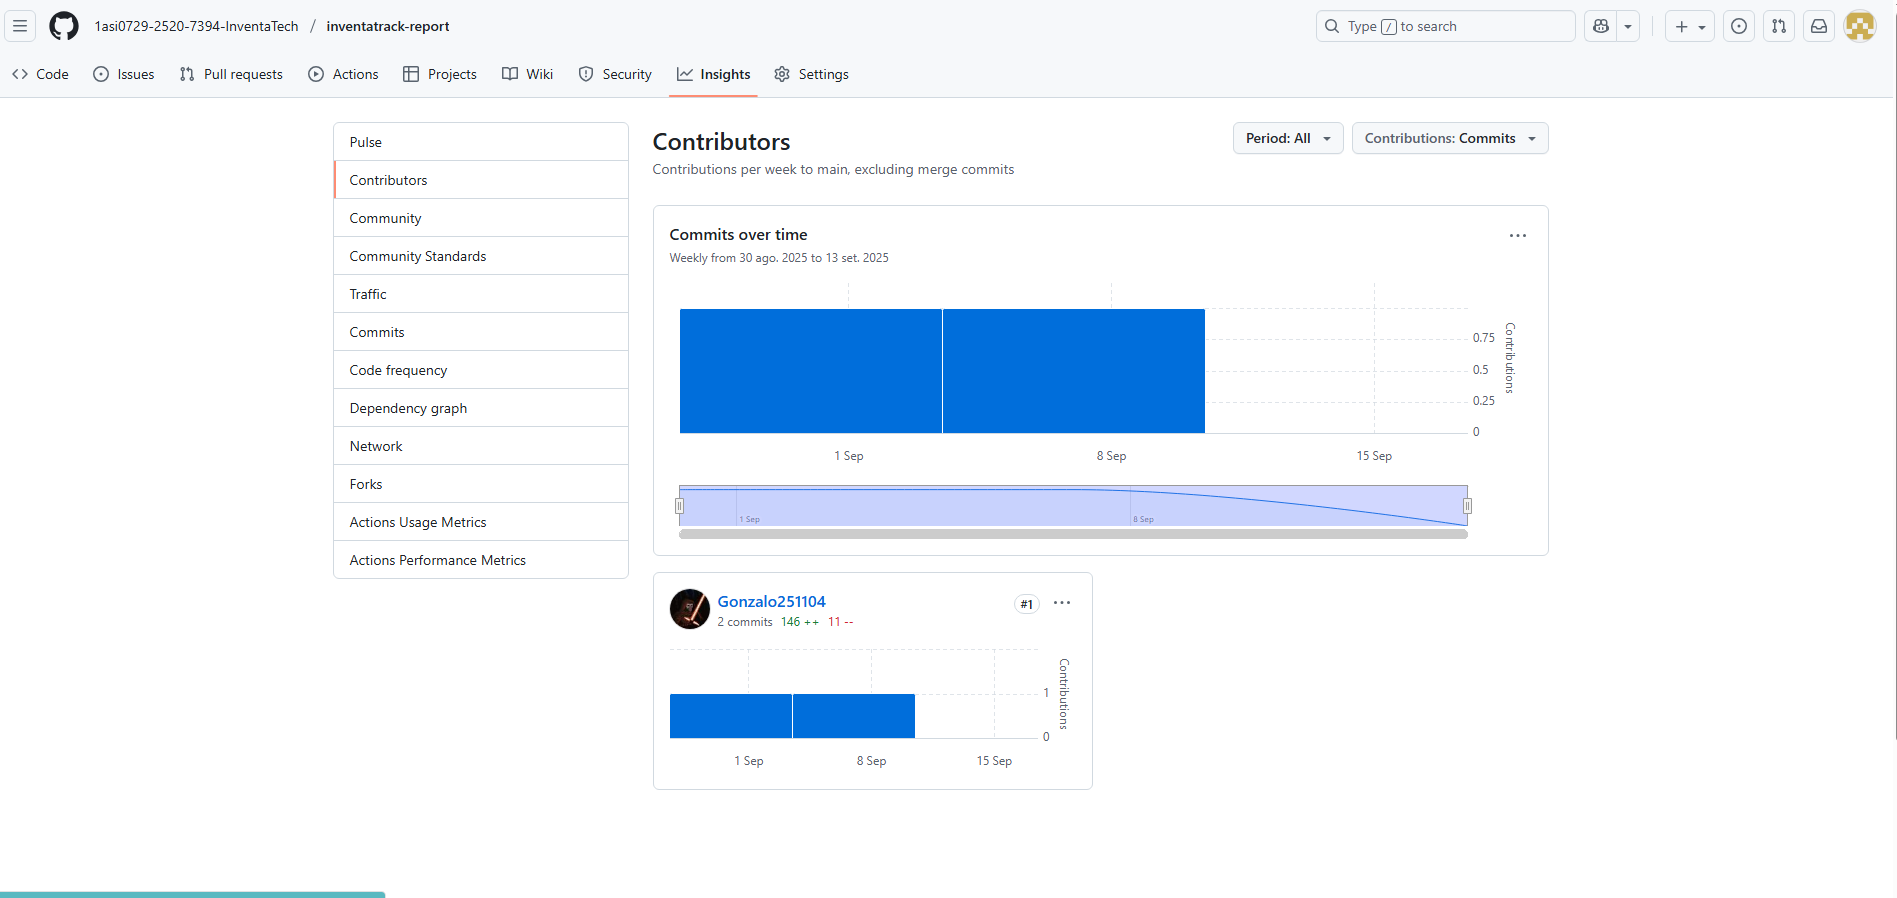 1asi0729-2520-7394-InventaTech / inventatrack-report
Type / to search
Code Issues Pull requests Actions Projects Wiki Security Insights Settings
Pulse
Contributors
Community
Community Standards
Traffic
Commits
Code frequency
Dependency graph
Network
Forks
Actions Usage Metrics
Actions Performance Metrics
Contributors
Contributions per week to main, excluding merge commits
Period: All
Contributions: Commits
Commits over time
Weekly from 30 ago. 2025 to 13 set. 2025
0.75
0.5
0.25
0
Contributions
1 Sep 8 Sep 15 Sep
1 Sep 8 Sep
Gonzalo251104
2 commits 146 ++ 11 --
#1
1
0
Contributions
1 Sep 8 Sep 15 Sep